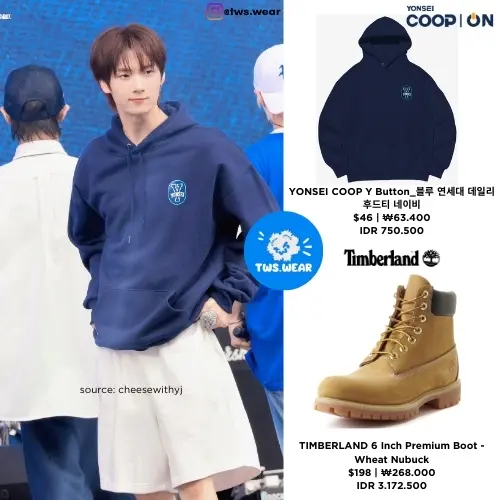 @tws.wear
YONSEI
COOP | ON
YONSEI
YONSEI COOP Y Button_블루 연세대 데일리
후드티 네이비
$46 | ₩63.400
IDR 750.500
TWS.WEAR
Timberland
source: cheesewithyj
TIMBERLAND 6 Inch Premium Boot -
Wheat Nubuck
$198 | ₩268.000
IDR 3.172.500